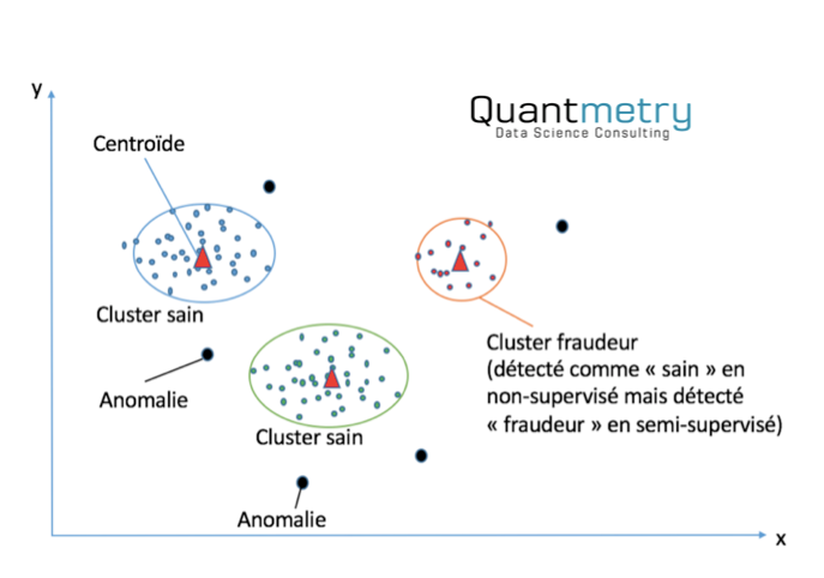 y
Quantmetry
Data Science Consulting
Centroïde
Cluster sain
Cluster fraudeur
(détecté comme « sain » en
non-supervisé mais détecté
« fraudeur » en semi-supervisé)
Anomalie
Cluster sain
Anomalie
x